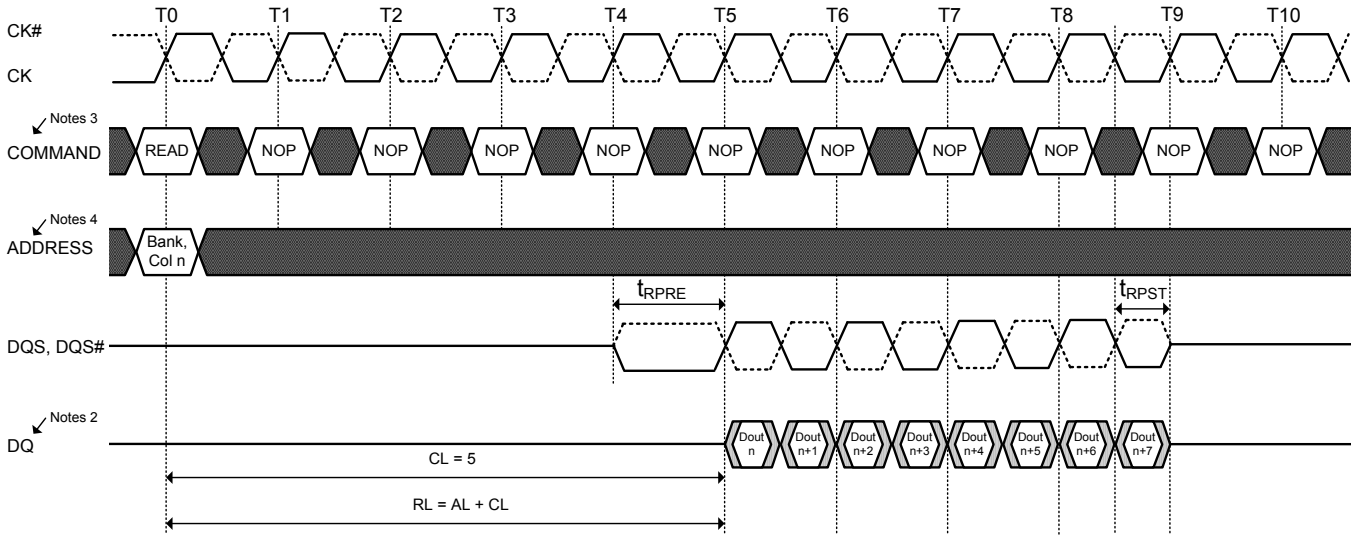 T0 T1 T2 T3 T4 T5 T6 T7 T8 T9 T10
CK#
CK
Notes 3
COMMAND READ NOP NOP NOP NOP NOP NOP NOP NOP NOP NOP
Notes 4
ADDRESS
Bank,
Col n
tRPRE tRPST
DQS, DQS#
Notes 2
DQ
Dout n
Dout n+1
Dout n+2
Dout n+3
Dout n+4
Dout n+5
Dout n+6
Dout n+7
CL = 5
RL = AL + CL